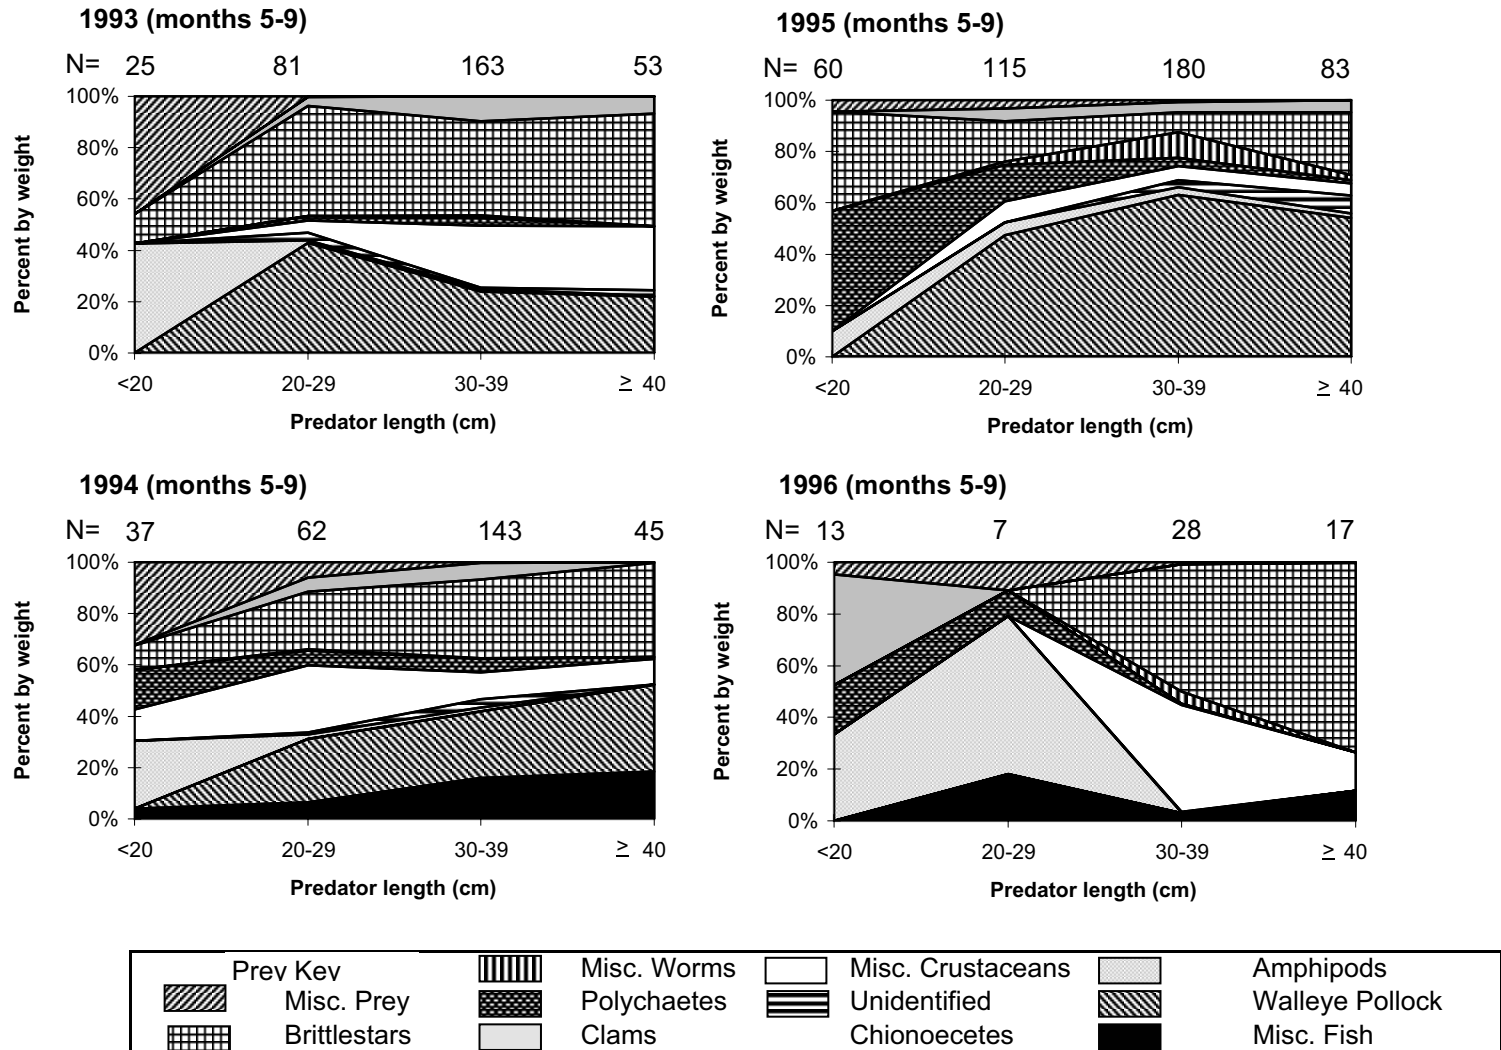 1993 (months 5-9)
N= 25 81 163 53
100%
80%
60%
40%
20%
0%
Percent by weight
<20 20-29 30-39 ≥ 40
Predator length (cm)
1995 (months 5-9)
N= 60 115 180 83
100%
80%
60%
40%
20%
0%
Percent by weight
<20 20-29 30-39 ≥ 40
Predator length (cm)
1994 (months 5-9)
N= 37 62 143 45
100%
80%
60%
40%
20%
0%
Percent by weight
<20 20-29 30-39 ≥ 40
Predator length (cm)
1996 (months 5-9)
N= 13 7 28 17
100%
80%
60%
40%
20%
0%
Percent by weight
<20 20-29 30-39 ≥ 40
Predator length (cm)
Prey Key Misc. Worms Misc. Crustaceans Amphipods
Misc. Prey Polychaetes Unidentified Walleye Pollock
Brittlestars Clams Chionoecetes Misc. Fish